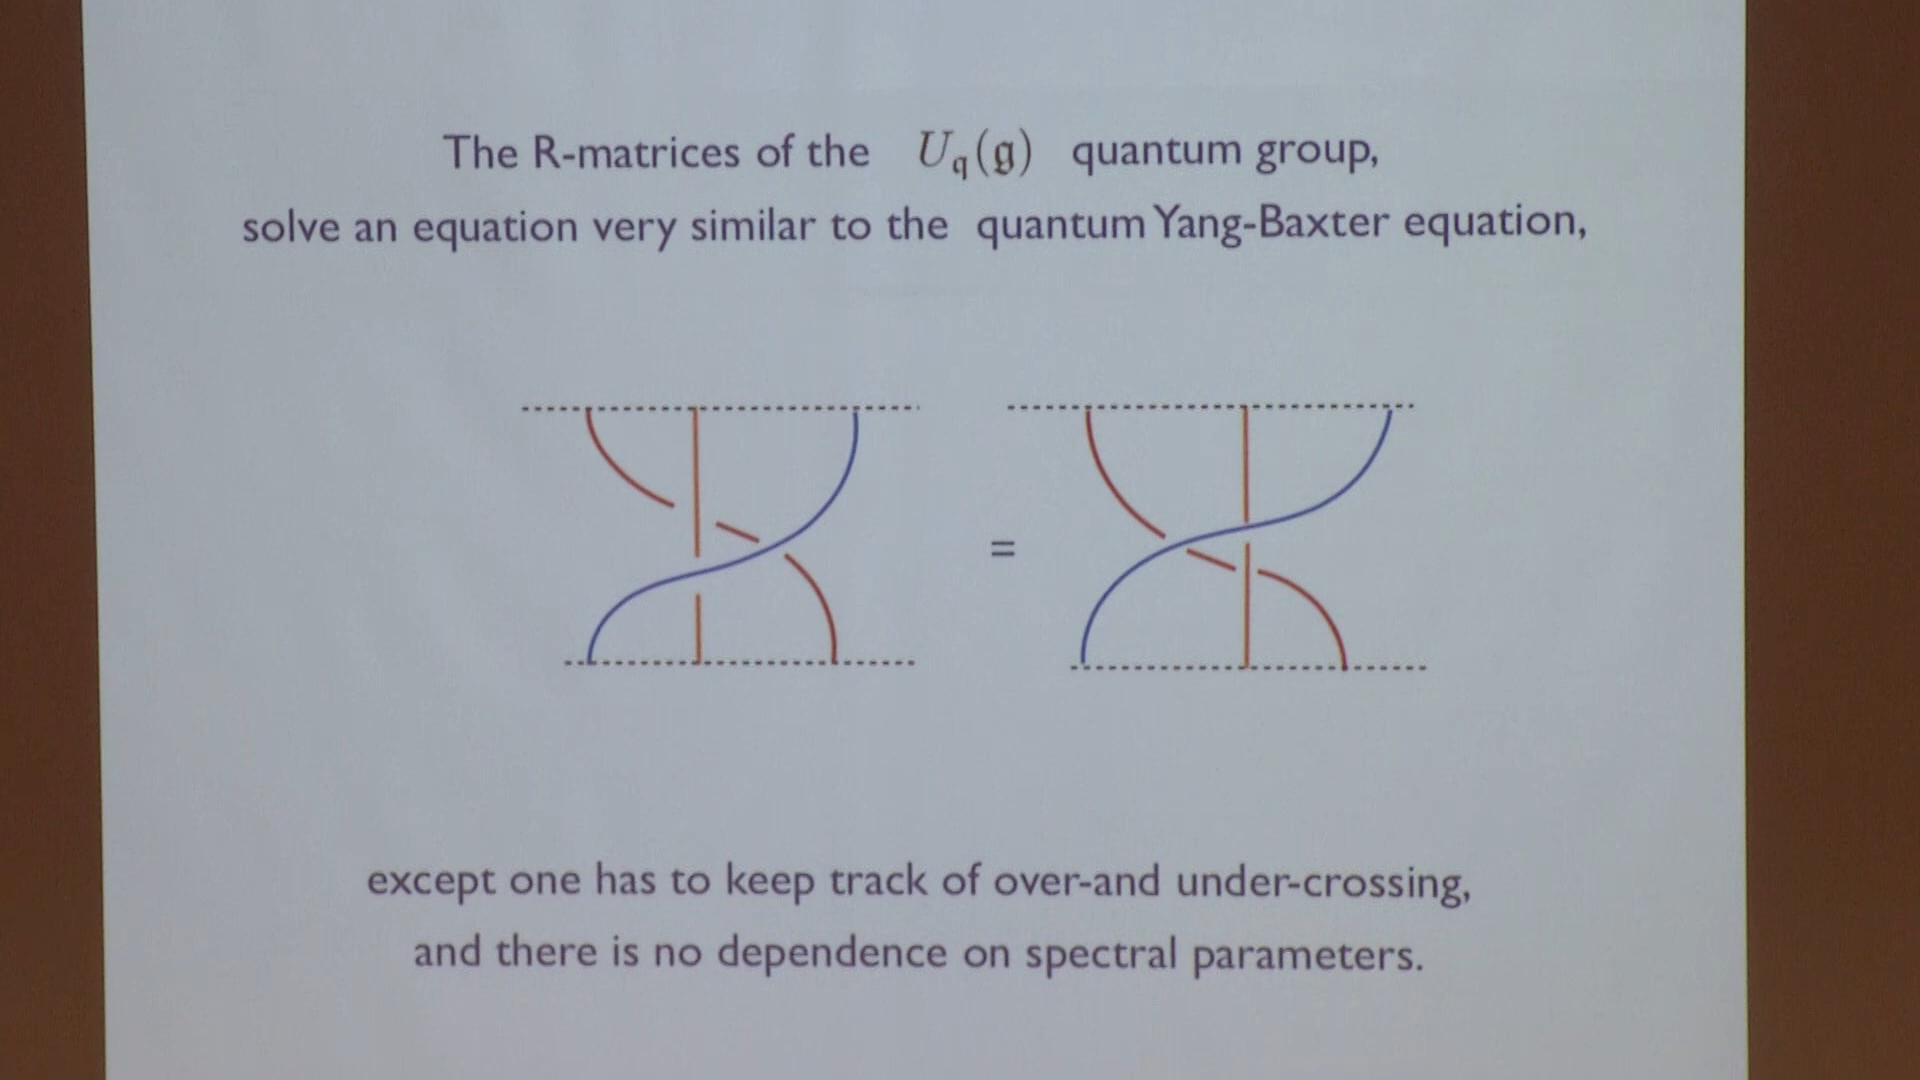 The R-matrices of the U_q(𝔤) quantum group,
solve an equation very similar to the quantum Yang-Baxter equation,
=
except one has to keep track of over-and under-crossing,
and there is no dependence on spectral parameters.